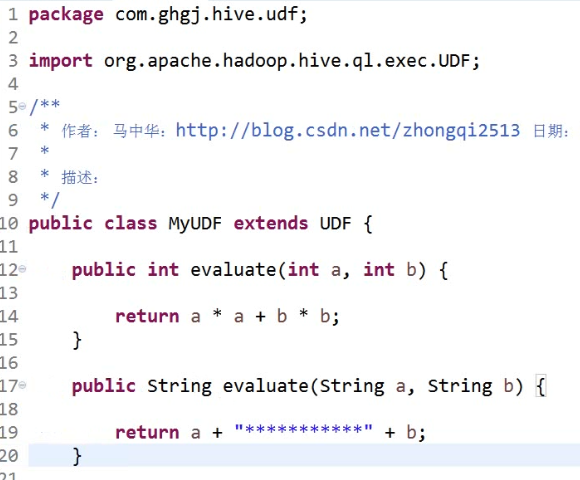 1 package com.ghgj.hive.udf;
2
3 import org.apache.hadoop.hive.ql.exec.UDF;
4
5 /**
6 * 作者： 马中华：http://blog.csdn.net/zhongqi2513 日期：
7 *
8 * 描述：
9 */
10 public class MyUDF extends UDF {
11
12 public int evaluate(int a, int b) {
13
14 return a * a + b * b;
15 }
16
17 public String evaluate(String a, String b) {
18
19 return a + "***********" + b;
20 }
21